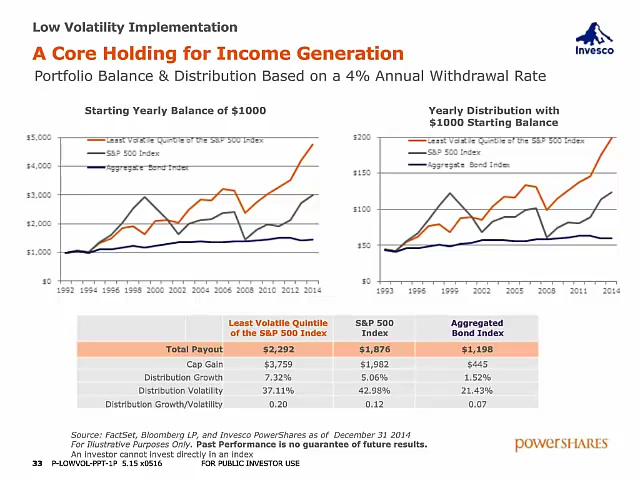 Low Volatility Implementation
A Core Holding for Income Generation
Invesco
Portfolio Balance & Distribution Based on a 4% Annual Withdrawal Rate
Starting Yearly Balance of $1000
$5,000
$4,000
$3,000
$2,000
$1,000
$0
Least Volatile Quintile of the S&P 500 Index
S&P 500 Index
Aggregate Bond Index
1992 1994 1996 1998 2000 2002 2004 2006 2008 2010 2012 2014
Yearly Distribution with
$1000 Starting Balance
$200
$150
$100
$50
$0
Least Volatile Quintile of the S&P 500 Index
S&P 500 Index
Aggregate Bond Index
1993 1996 1999 2002 2005 2008 2011 2014
Least Volatile Quintile of the S&P 500 Index S&P 500 Index Aggregated Bond Index
Total Payout $2,292 $1,876 $1,198
Cap Gain $3,759 $1,982 $445
Distribution Growth 7.32% 5.06% 1.52%
Distribution Volatility 37.11% 42.98% 21.43%
Distribution Growth/Volatility 0.20 0.12 0.07
Source: FactSet, Bloomberg LP, and Invesco PowerShares as of December 31 2014
For Illustrative Purposes Only. Past Performance is no guarantee of future results.
An investor cannot invest directly in an index
powerSHARES
33 P-LOWVOL-PPT-1P 5.15 x0516 FOR PUBLIC INVESTOR USE